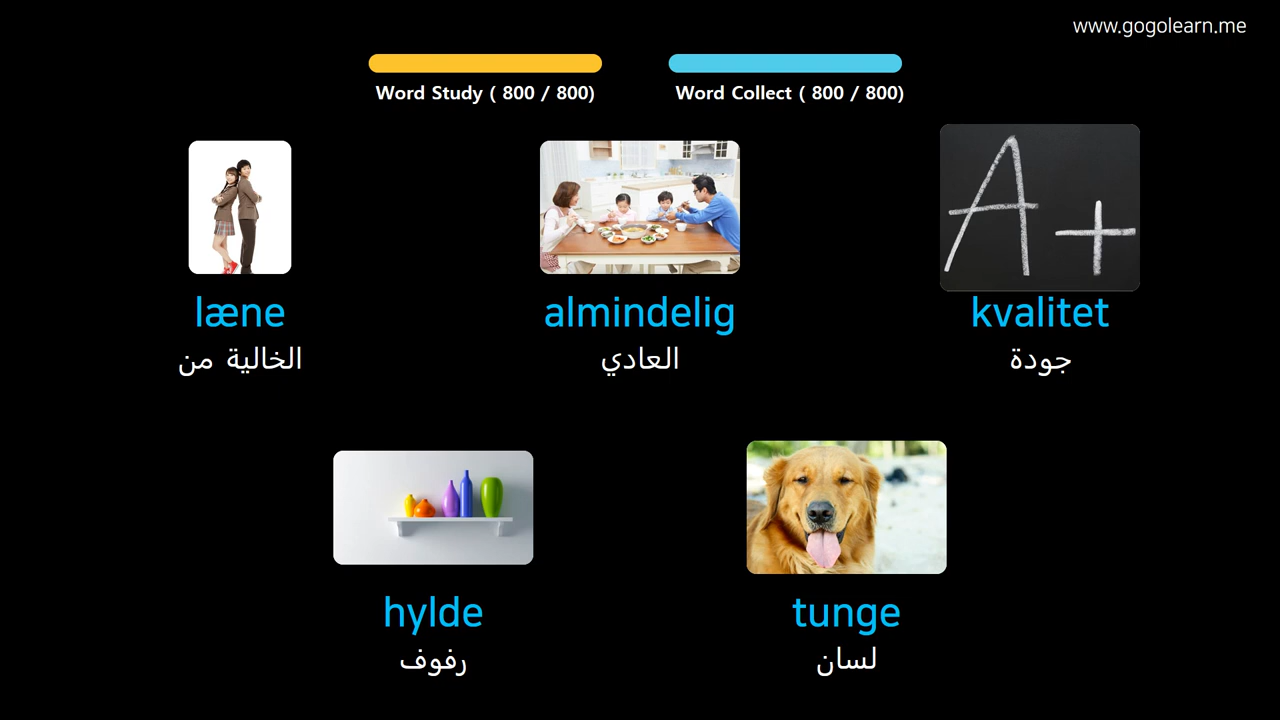 www.gogolearn.me
Word Study ( 800 / 800)
Word Collect ( 800 / 800)
A+
læne
الخالية من
almindelig
العادي
kvalitet
جودة
hylde
رفوف
tunge
لسان